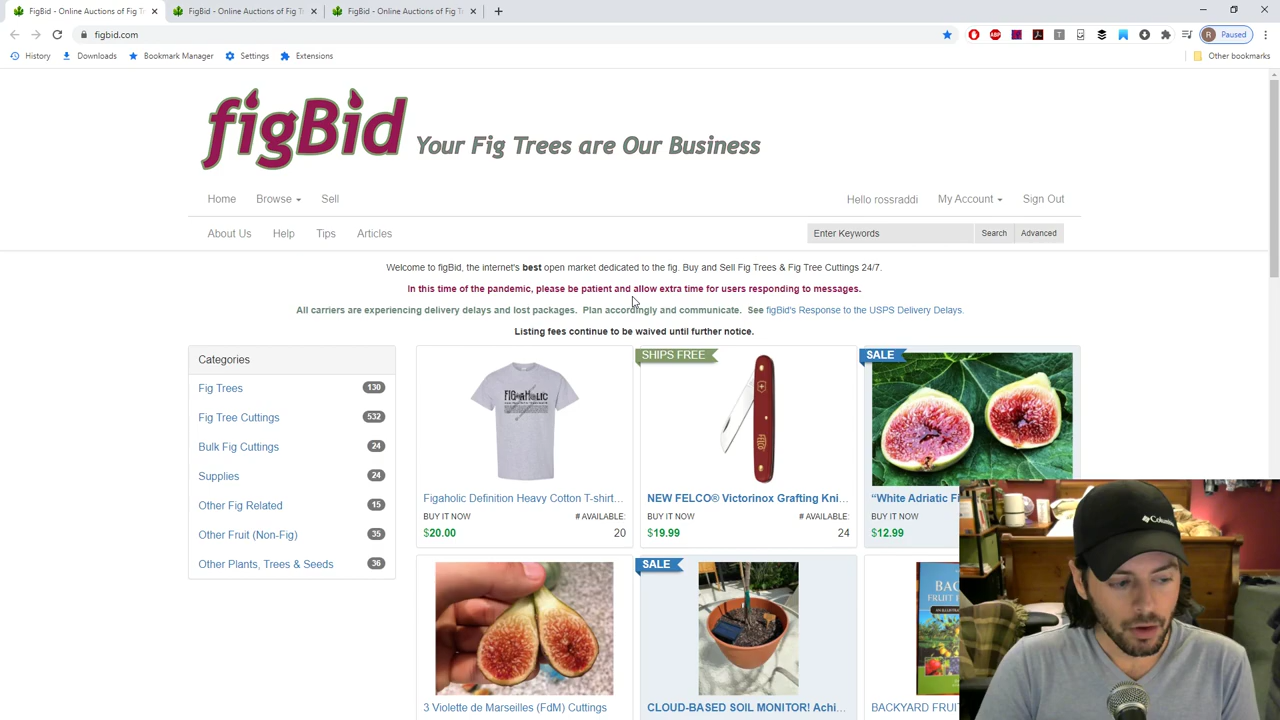 FigBid - Online Auctions of Fig T
FigBid - Online Auctions of Fig Tr
FigBid - Online Auctions of Fig T
figbid.com
R Paused
History Downloads Bookmark Manager Settings Extensions Other bookmarks
figBid
Your Fig Trees are Our Business
Home Browse Sell Hello rossraddi My Account Sign Out
About Us Help Tips Articles Enter Keywords Search Advanced
Welcome to figBid, the internet's best open market dedicated to the fig. Buy and Sell Fig Trees & Fig Tree Cuttings 24/7.
In this time of the pandemic, please be patient and allow extra time for users responding to messages.
All carriers are experiencing delivery delays and lost packages. Plan accordingly and communicate. See figBid's Response to the USPS Delivery Delays.
Listing fees continue to be waived until further notice.
Categories
Fig Trees 130
Fig Tree Cuttings 532
Bulk Fig Cuttings 24
Supplies 24
Other Fig Related 15
Other Fruit (Non-Fig) 35
Other Plants, Trees & Seeds 36
FIG·AHOLIC
Figaholic Definition Heavy Cotton T-shirt...
BUY IT NOW # AVAILABLE:
$20.00 20
SHIPS FREE
FELCO
NEW FELCO® Victorinox Grafting Kni...
BUY IT NOW # AVAILABLE:
$19.99 24
SALE
“White Adriatic F
BUY IT NOW
$12.99
3 Violette de Marseilles (FdM) Cuttings
SALE
CLOUD-BASED SOIL MONITOR! Achi...
BAC
FRUIT
BACKYARD FRUI
Columbia